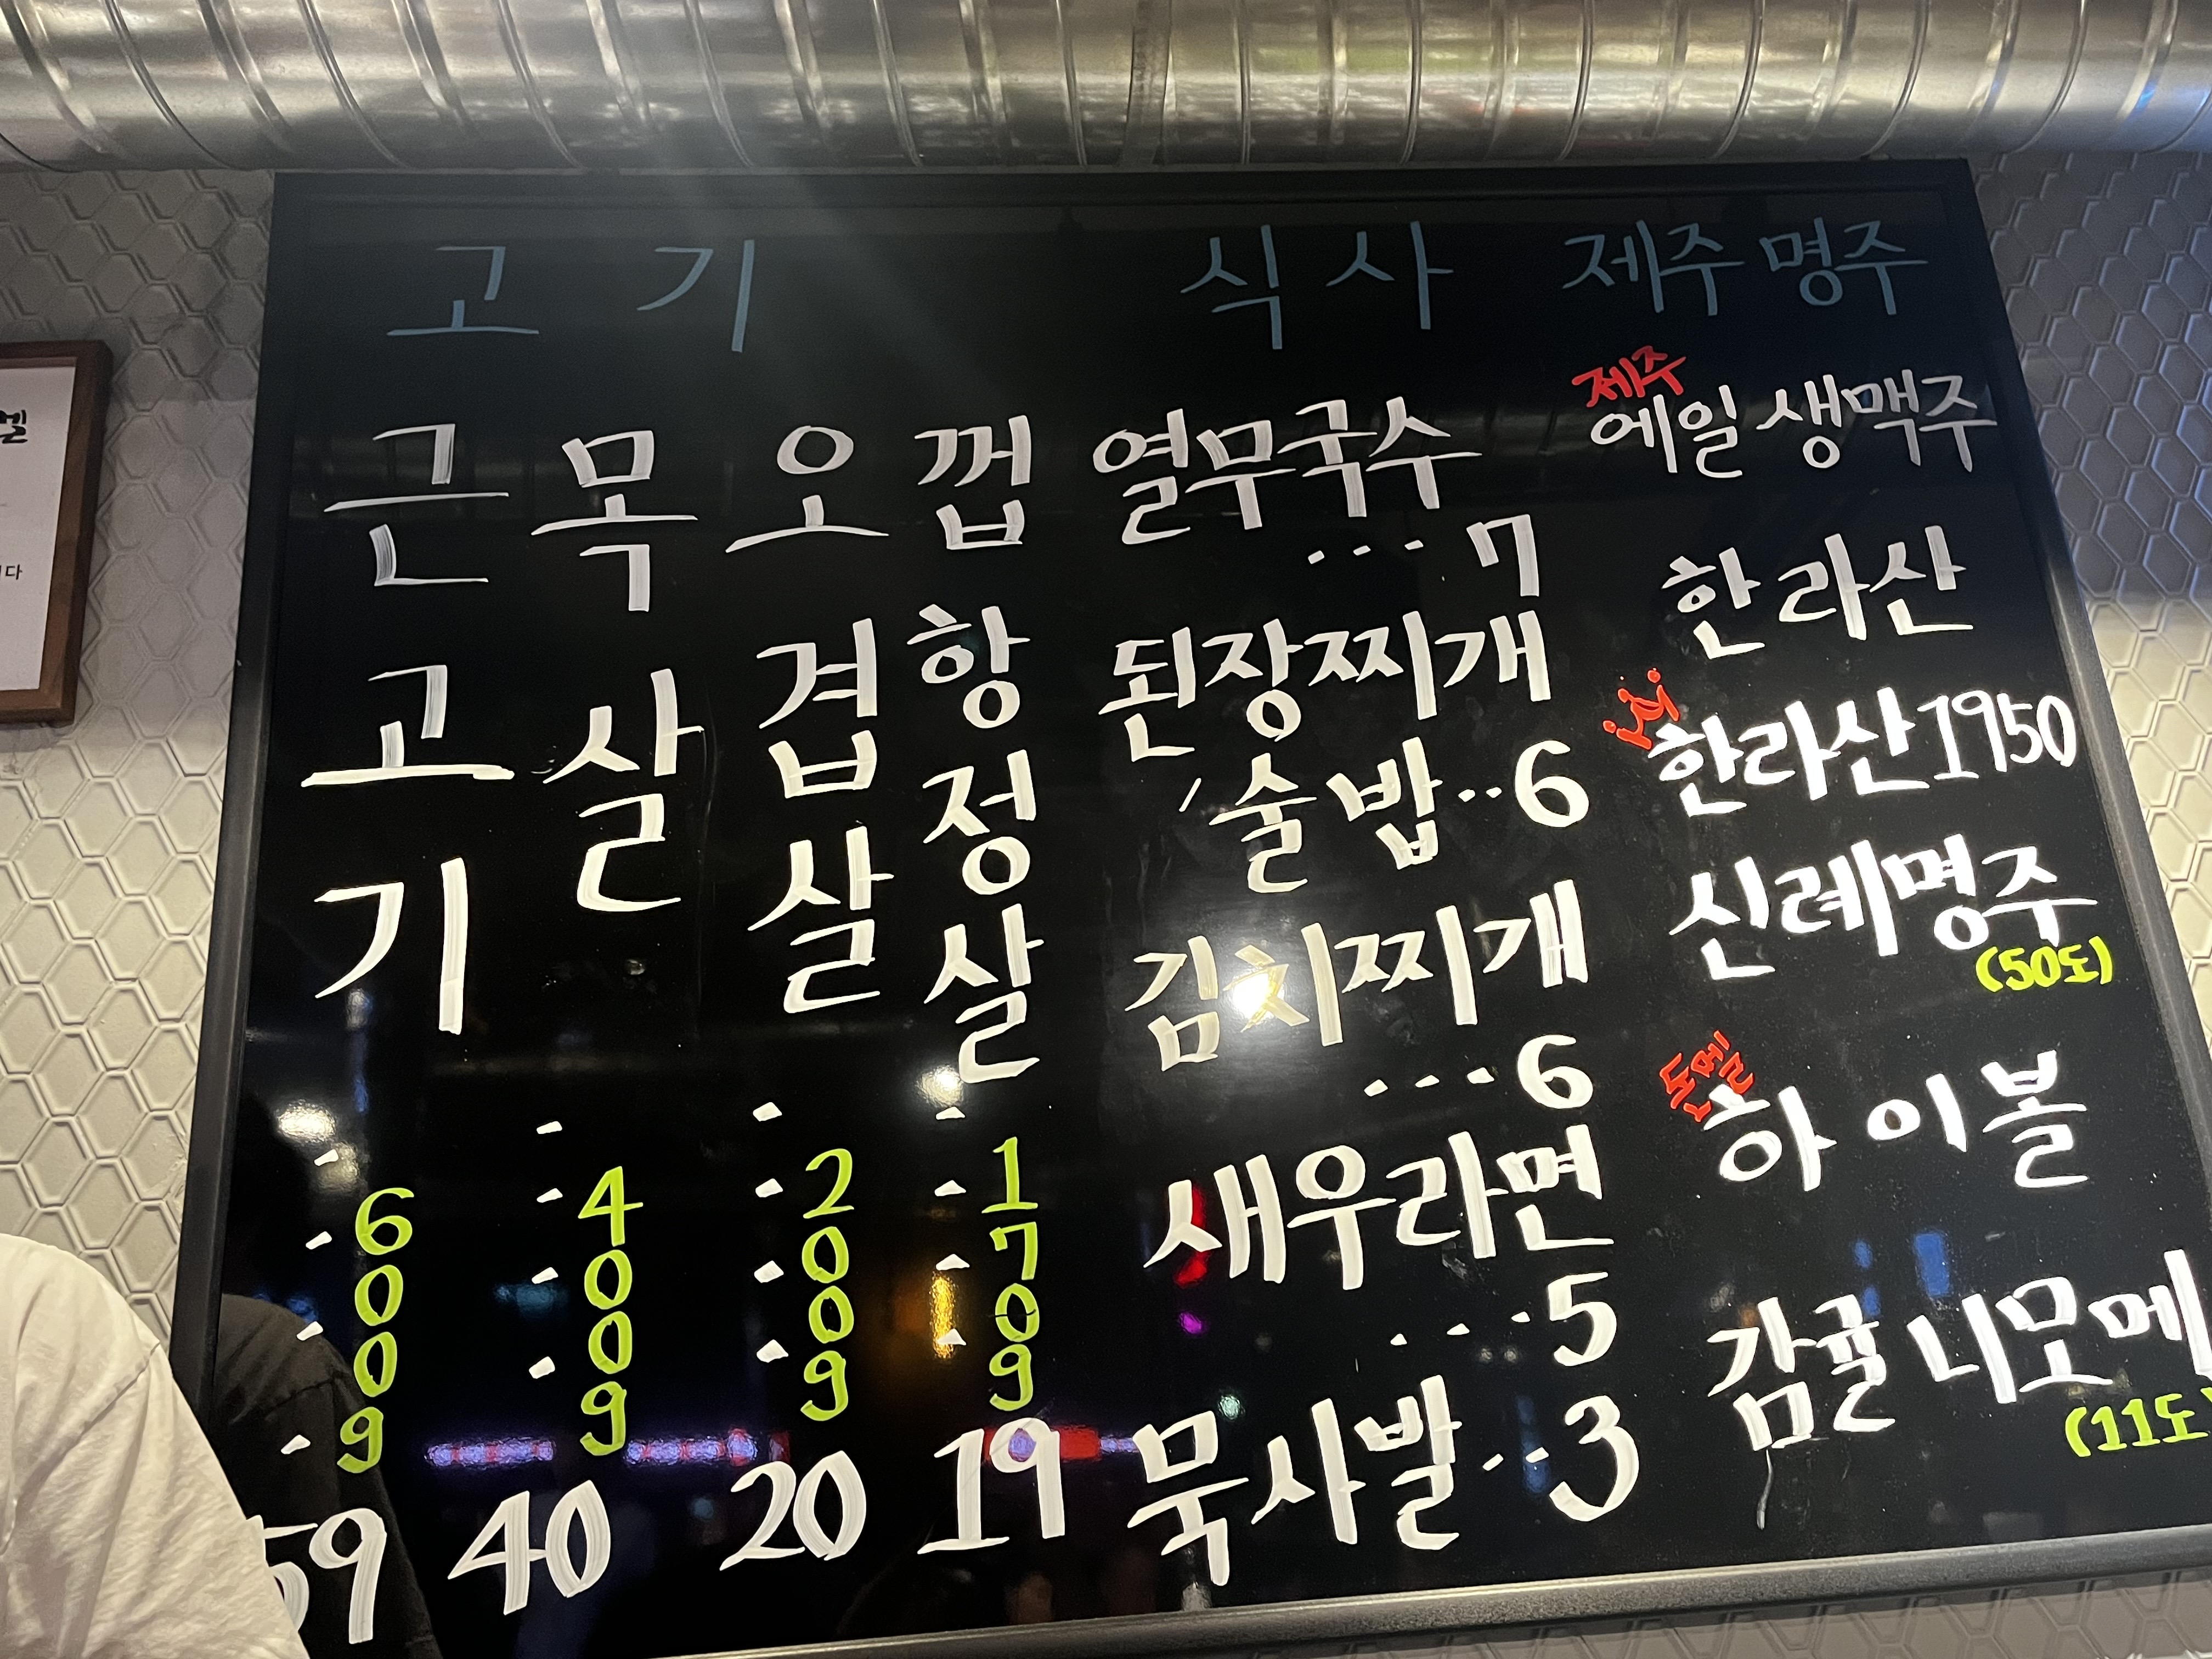 고기
식사
제주명주
근고기
600g
59
목살
400g
40
오겹살
200g
20
껍항정살
170g
19
열무국수
... 7
된장찌개
술밥..6
김치찌개
...6
새우라면
...5
묵사발..3
제주
에일 생맥주
한라산
한라산1950
신례명주
(50도)
돈멜
하이볼
감귤 니모메
(11도
다